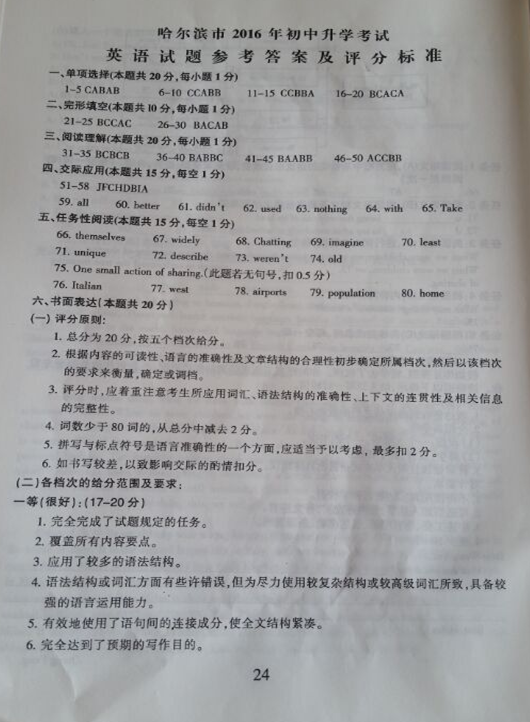 哈尔滨市 2016 年初中升学考试
英语试题参考答案及评分标准
一、单项选择(本题共 20 分,每小题 1 分)
1-5 CABAB 6-10 CCABB 11-15 CCBBA 16-20 BCACA
二、完形填空(本题共 10 分,每小题 1 分)
21-25 BCCAC 26-30 BACAB
三、阅读理解(本题共 20 分,每小题 1 分)
31-35 BCBCB 36-40 BABBC 41-45 BAABB 46-50 ACCBB
四、交际应用(本题共 15 分,每空 1 分)
51-58 JFCHDBIA
59. all 60. better 61. didn't 62. used 63. nothing 64. with 65. Take
五、任务性阅读(本题共 15 分,每空 1 分)
66. themselves 67. widely 68. Chatting 69. imagine 70. least
71. unique 72. describe 73. weren't 74. old
75. One small action of sharing.(此题若无句号,扣 0.5 分)
76. Italian 77. west 78. airports 79. population 80. home
六、书面表达(本题共 20 分)
(一) 评分原则:
1. 总分为 20 分,按五个档次给分。
2. 根据内容的可读性、语言的准确性及文章结构的合理性初步确定所属档次,然后以该档次
的要求来衡量,确定或调档。
3. 评分时,应着重注意考生所应用词汇、语法结构的准确性、上下文的连贯性及相关信息
的完整性。
4. 词数少于 80 词的,从总分中减去 2 分。
5. 拼写与标点符号是语言准确性的一个方面,应适当予以考虑, 最多扣 2 分。
6. 如书写较差,以致影响交际的酌情扣分。
(二)各档次的给分范围及要求:
一等(很好):(17-20 分)
1. 完全完成了试题规定的任务。
2. 覆盖所有内容要点。
3. 应用了较多的语法结构。
4. 语法结构或词汇方面有些许错误,但为尽力使用较复杂结构或较高级词汇所致,具备较
强的语言运用能力。
5. 有效地使用了语句间的连接成分,使全文结构紧凑。
6. 完全达到了预期的写作目的。
24